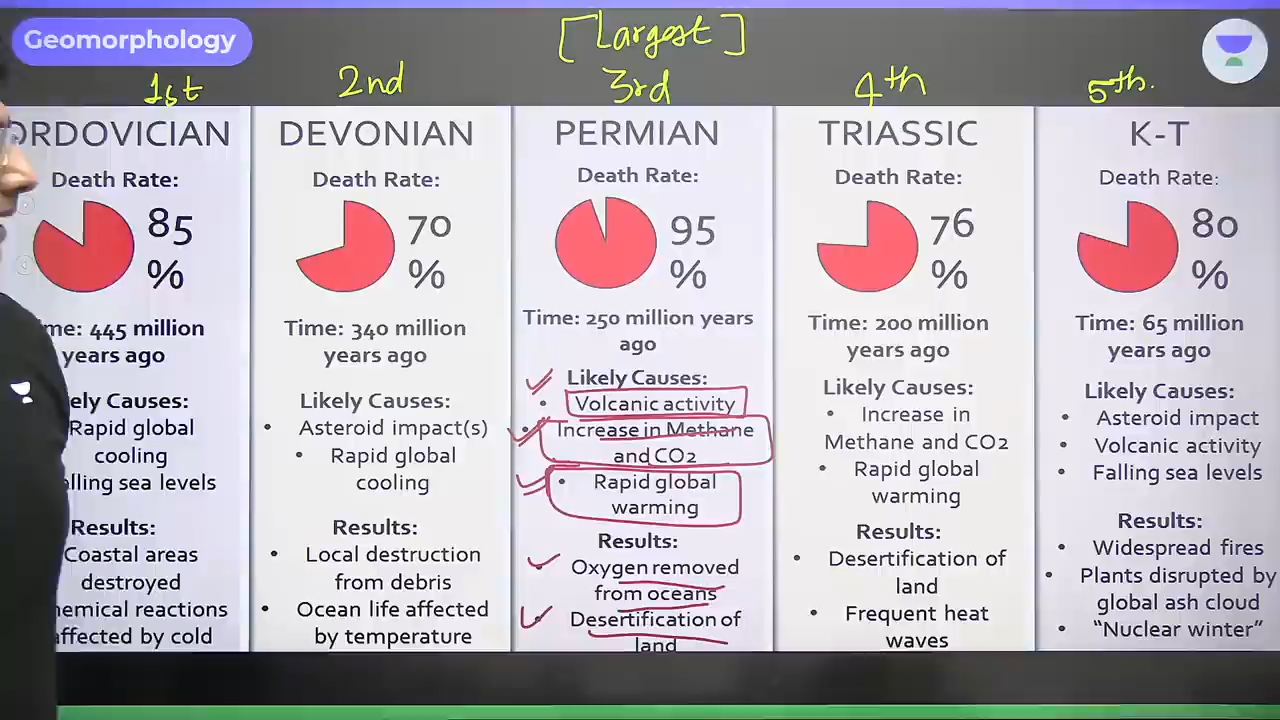 Geomorphology
[Largest]
1st
2nd
3rd
4th
5th.
ORDOVICIAN
Death Rate:
85
%
me: 445 million
years ago
ely Causes:
Rapid global
cooling
lling sea levels
Results:
Coastal areas
destroyed
hemical reactions
affected by cold
DEVONIAN
Death Rate:
70
%
Time: 340 million
years ago
Likely Causes:
• Asteroid impact(s)
• Rapid global
cooling
Results:
• Local destruction
from debris
• Ocean life affected
by temperature
PERMIAN
Death Rate:
95
%
Time: 250 million years
ago
Likely Causes:
• Volcanic activity
• Increase in Methane
and CO2
• Rapid global
warming
Results:
• Oxygen removed
from oceans
• Desertification of
land
TRIASSIC
Death Rate:
76
%
Time: 200 million
years ago
Likely Causes:
• Increase in
Methane and CO2
• Rapid global
warming
Results:
• Desertification of
land
• Frequent heat
waves
K-T
Death Rate:
80
%
Time: 65 million
years ago
Likely Causes:
• Asteroid impact
• Volcanic activity
• Falling sea levels
Results:
• Widespread fires
• Plants disrupted by
global ash cloud
• "Nuclear winter"